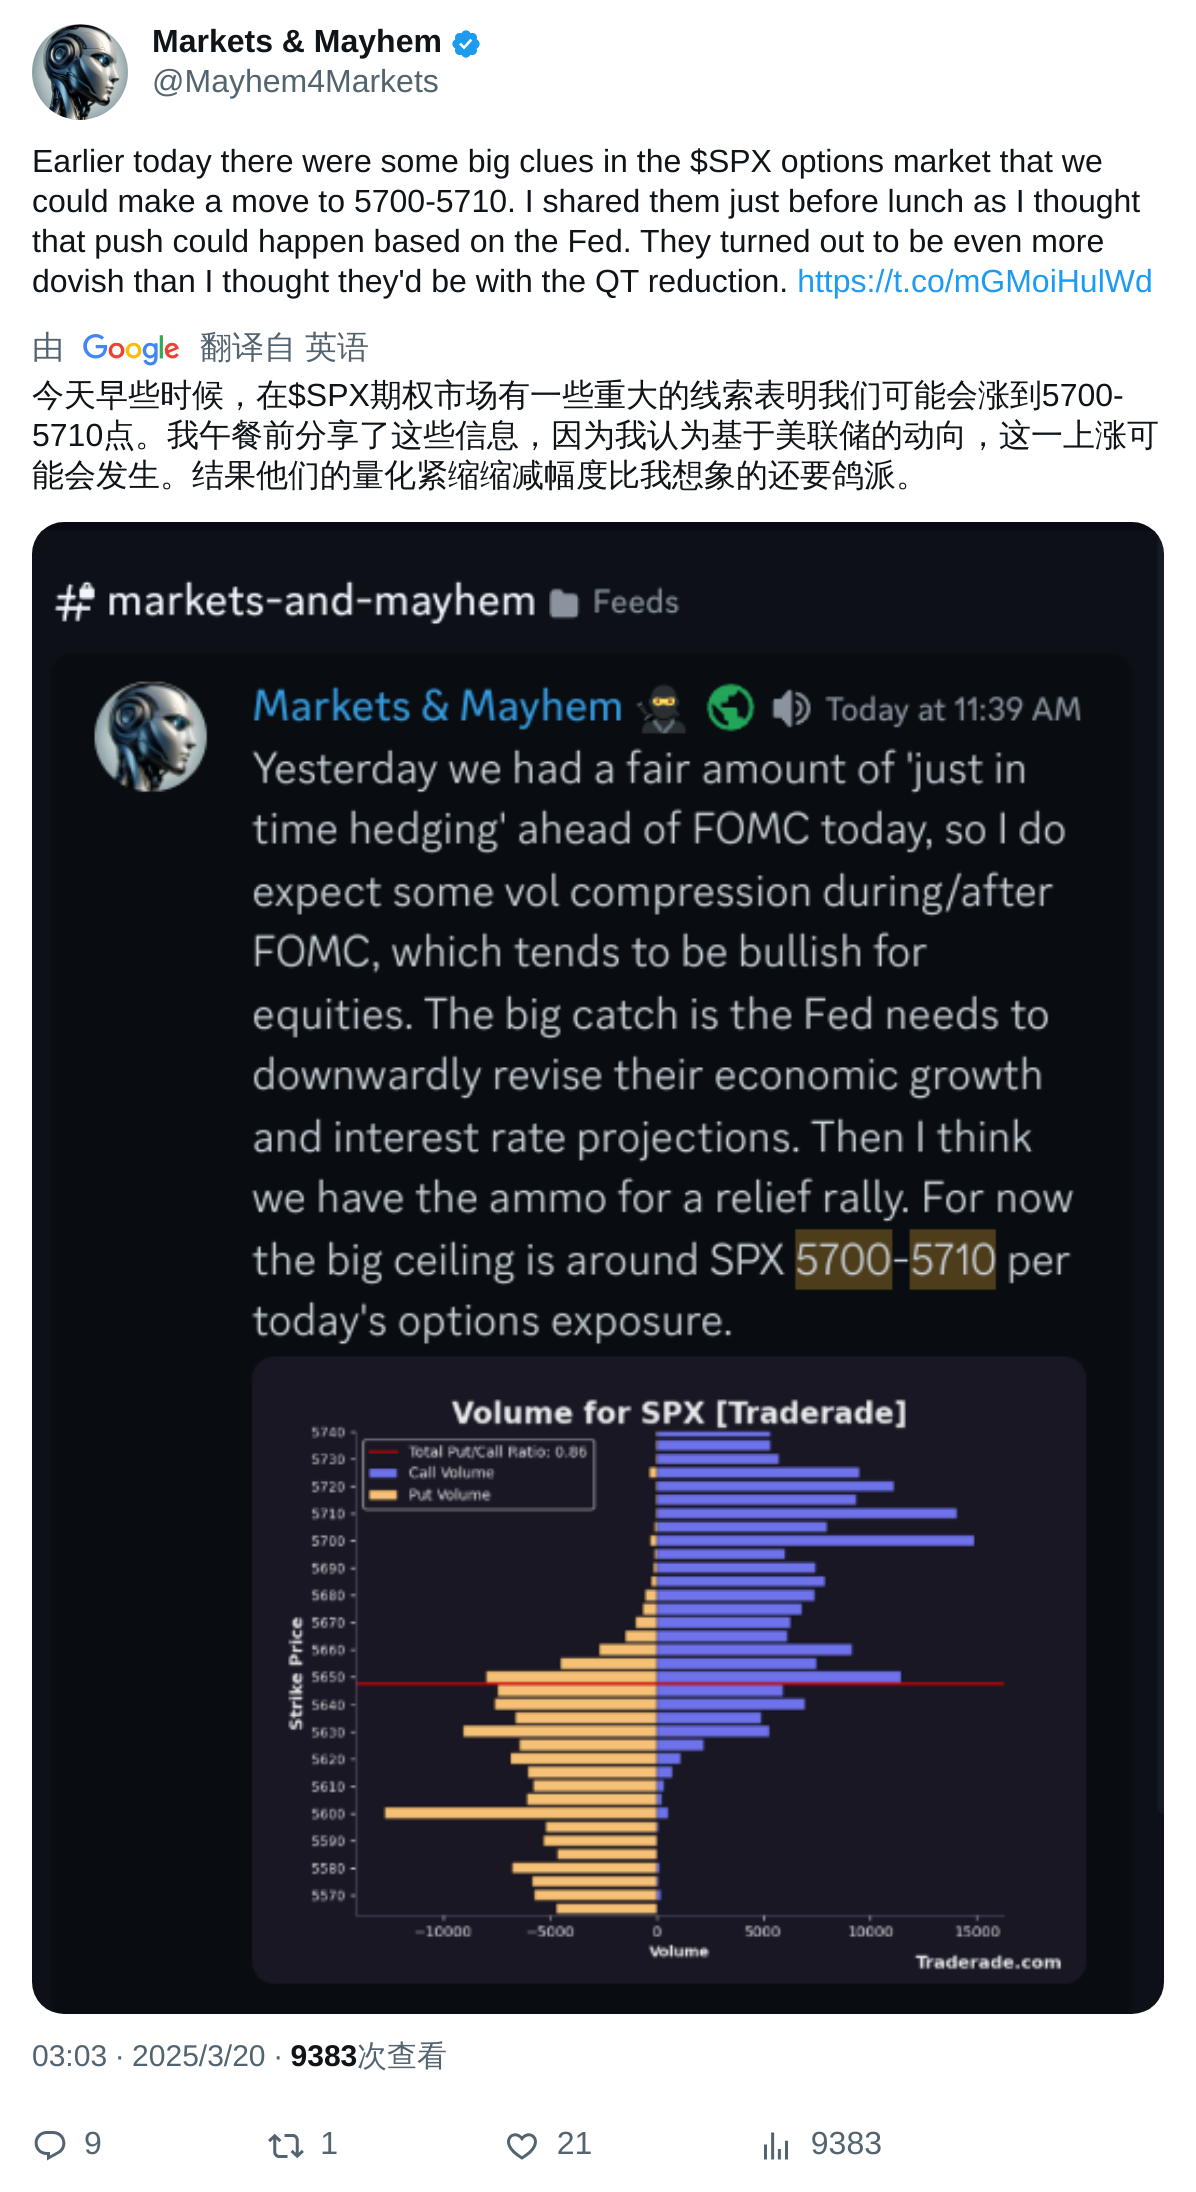 Markets & Mayhem
@Mayhem4Markets
Earlier today there were some big clues in the $SPX options market that we
could make a move to 5700-5710. I shared them just before lunch as I thought
that push could happen based on the Fed. They turned out to be even more
dovish than I thought they'd be with the QT reduction. https://t.co/mGMoiHulWd
由 Google 翻译自 英语
今天早些时候，在$SPX期权市场有一些重大的线索表明我们可能会涨到5700-
5710点。我午餐前分享了这些信息，因为我认为基于美联储的动向，这一上涨可
能会发生。结果他们的量化紧缩缩减幅度比我想象的还要鸽派。
# markets-and-mayhem Feeds
Markets & Mayhem Today at 11:39 AM
Yesterday we had a fair amount of 'just in
time hedging' ahead of FOMC today, so I do
expect some vol compression during/after
FOMC, which tends to be bullish for
equities. The big catch is the Fed needs to
downwardly revise their economic growth
and interest rate projections. Then I think
we have the ammo for a relief rally. For now
the big ceiling is around SPX 5700-5710 per
today's options exposure.
Volume for SPX [Traderade]
Total Put/Call Ratio: 0.86
Call Volume
Put Volume
Strike Price
5740
5730
5720
5710
5700
5690
5680
5670
5660
5650
5640
5630
5620
5610
5600
5590
5580
5570
−10000 −5000 0 5000 10000 15000
Volume
Traderade.com
03:03 · 2025/3/20 · 9383次查看
9 1 21 9383